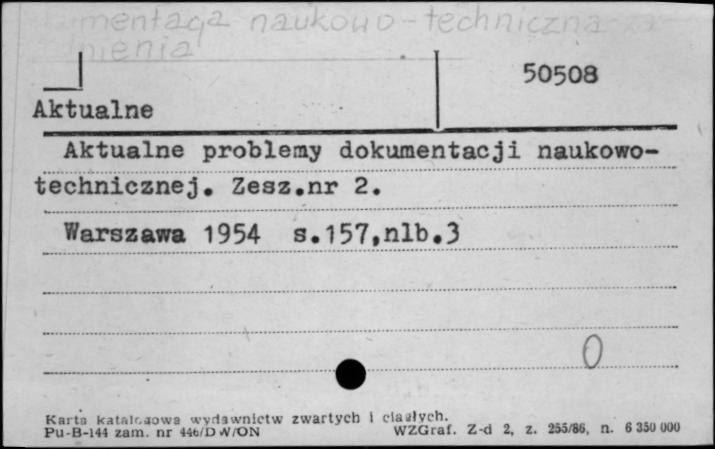 naukowo-techniczna
50508
Aktualne
Aktualne problemy dokumentacji naukowo-
technicznej. Zesz.nr 2.
Warszawa 1954 s.157,nlb.3
0
Karta katalogowa wydawnictw zwartych i ciągłych.
Pu-B-144 zam. nr 446/DW/ON WZGraf. Z-d 2, z. 255/86, n. 6 350 000